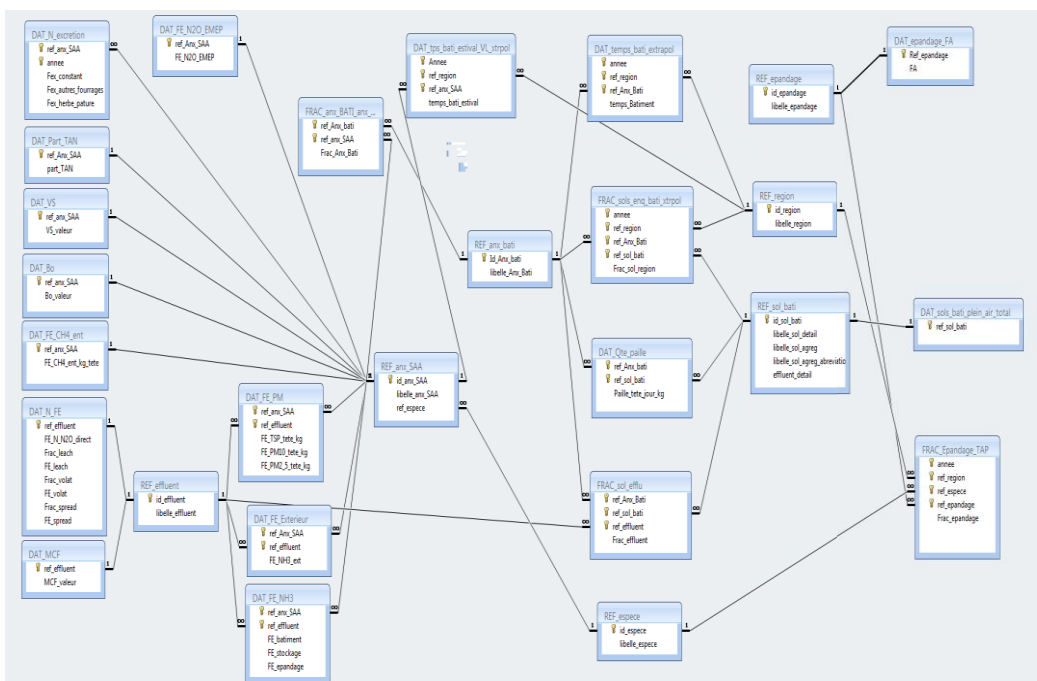 DAT_N_excretion
ref_anx_SAA
annee
Fex_constant
Fex_autres_fourrages
Fex_herbe_pature
DAT_FE_N2O_EMEP
ref_Anx_SAA
FE_N2O_EMEP
DAT_tps_bati_estival_VL_xtrpol
Annee
ref_region
ref_anx_SAA
temps_bati_estival
DAT_temps_bati_extrapol
annee
ref_region
ref_Anx_Bati
temps_Batiment
REF_epandage
id_epandage
libelle_epandage
DAT_epandage_FA
Ref_epandage
FA
FRAC_anx_BATI_anx_...
ref_Anx_bati
ref_anx_SAA
Frac_Anx_Bati
DAT_Part_TAN
ref_Anx_SAA
part_TAN
DAT_VS
ref_anx_SAA
VS_valeur
DAT_Bo
ref_anx_SAA
Bo_valeur
DAT_FE_CH4_ent
ref_anx_SAA
FE_CH4_ent_kg_tete
REF_anx_bati
Id_Anx_bati
libelle_Anx_Bati
FRAC_sols_enq_bati_xtrpol
annee
ref_region
ref_Anx_Bati
ref_sol_bati
Frac_sol_region
REF_region
id_region
libelle_region
REF_sol_bati
id_sol_bati
libelle_sol_detail
libelle_sol_agreg
libelle_sol_agreg_abreviatio
effluent_detail
DAT_sols_bati_plein_air_total
ref_sol_bati
DAT_Qte_paille
ref_Anx_Bati
ref_sol_bati
Paille_tete_jour_kg
REF_anx_SAA
id_anx_SAA
libelle_anx_SAA
ref_espece
DAT_N_FE
ref_effluent
FE_N_N2O_direct
Frac_leach
FE_leach
Frac_volat
FE_volat
Frac_spread
FE_spread
DAT_FE_PM
ref_anx_SAA
ref_effluent
FE_TSP_tete_kg
FE_PM10_tete_kg
FE_PM2_5_tete_kg
REF_effluent
id_effluent
libelle_effluent
DAT_FE_Exterieur
ref_Anx_SAA
ref_effluent
FE_NH3_ext
DAT_MCF
ref_effluent
MCF_valeur
DAT_FE_NH3
ref_anx_SAA
ref_effluent
FE_batiment
FE_stockage
FE_epandage
FRAC_sol_efflu
ref_Anx_Bati
ref_sol_bati
ref_effluent
Frac_effluent
FRAC_Epandage_TAP
annee
ref_region
ref_espece
ref_epandage
Frac_epandage
REF_espece
id_espece
libelle_espece